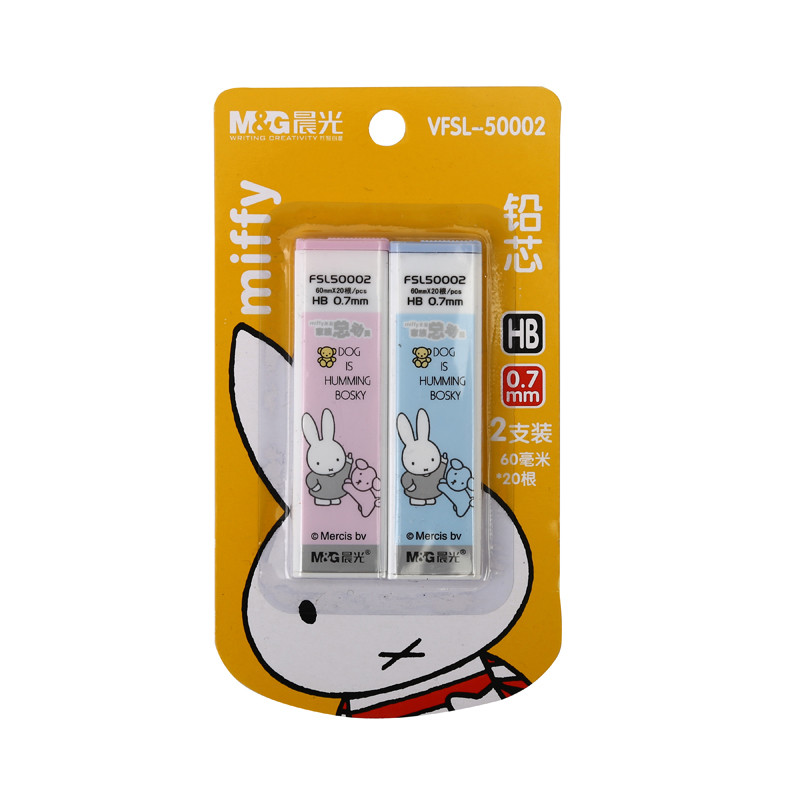 M&G晨光
WRITING CREATIVITY
VFSL-50002
miffy
铅芯
HB
0.7
mm
2支装
60毫米
*20根
FSL50002
60mmX20根/pcs
HB 0.7mm
DOG
IS
HUMMING
BOSKY
© Mercis bv
M&G晨光®
FSL50002
60mmX20根/pcs
HB 0.7mm
DOG
IS
HUMMING
BOSKY
© Mercis bv
M&G晨光®